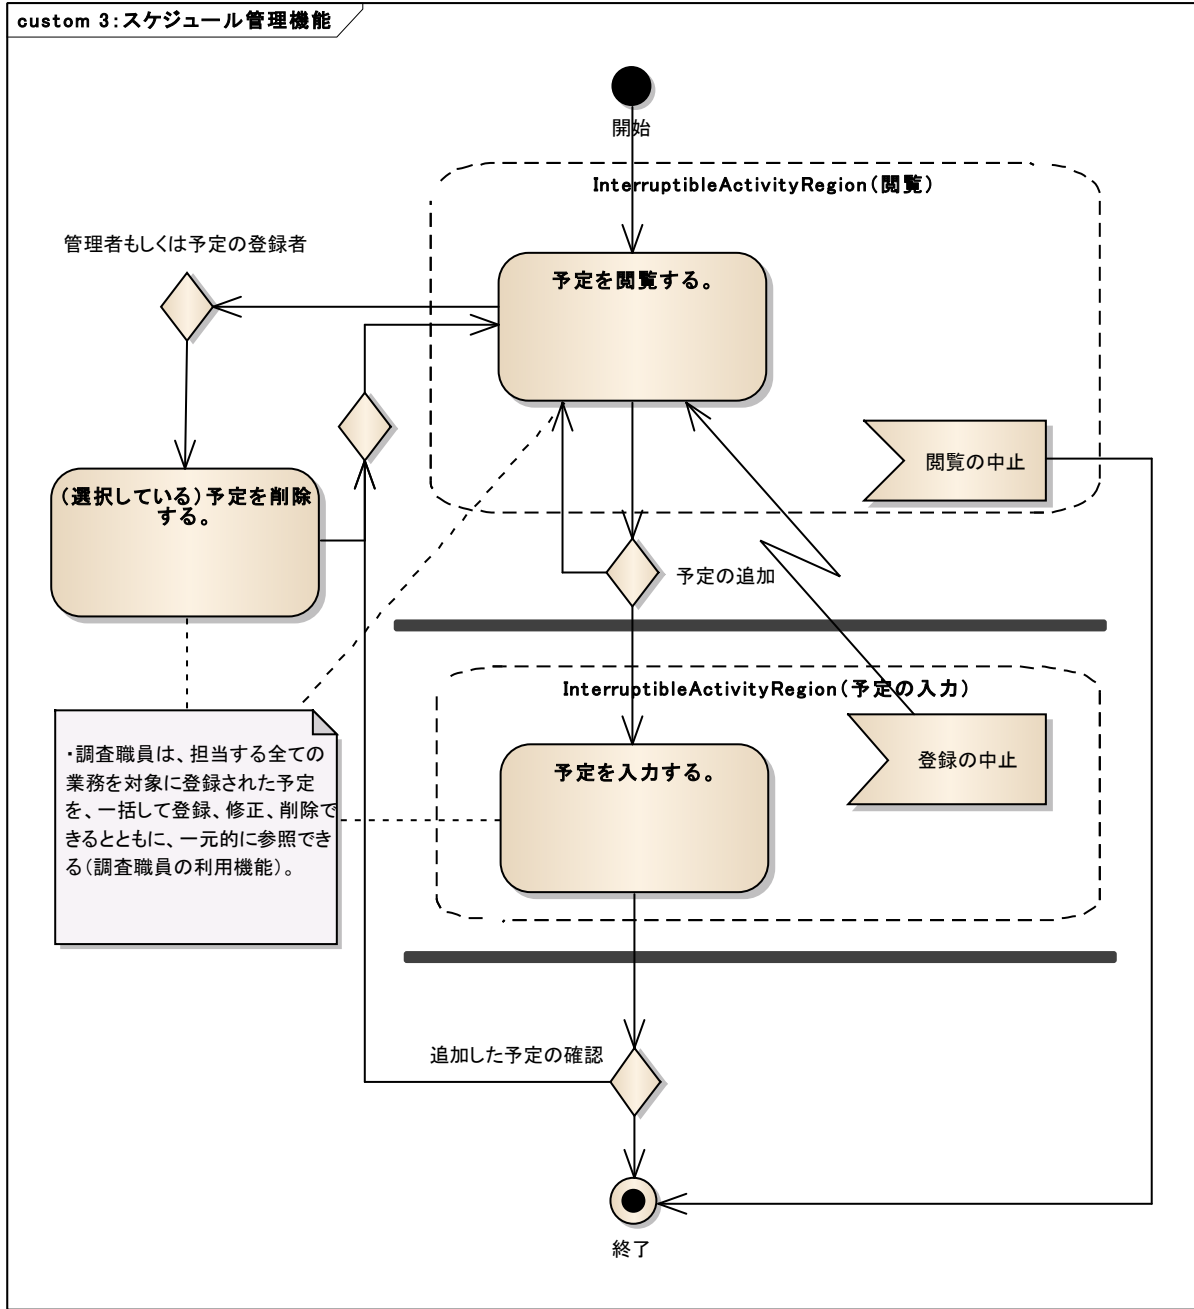 custom 3:スケジュール管理機能
開始
InterruptibleActivityRegion(閲覧)
管理者もしくは予定の登録者
予定を閲覧する。
閲覧の中止
(選択している)予定を削除
する。
予定の追加
InterruptibleActivityRegion(予定の入力)
・調査職員は、担当する全ての
業務を対象に登録された予定
を、一括して登録、修正、削除で
きるとともに、一元的に参照でき
る(調査職員の利用機能)。
予定を入力する。
登録の中止
追加した予定の確認
終了